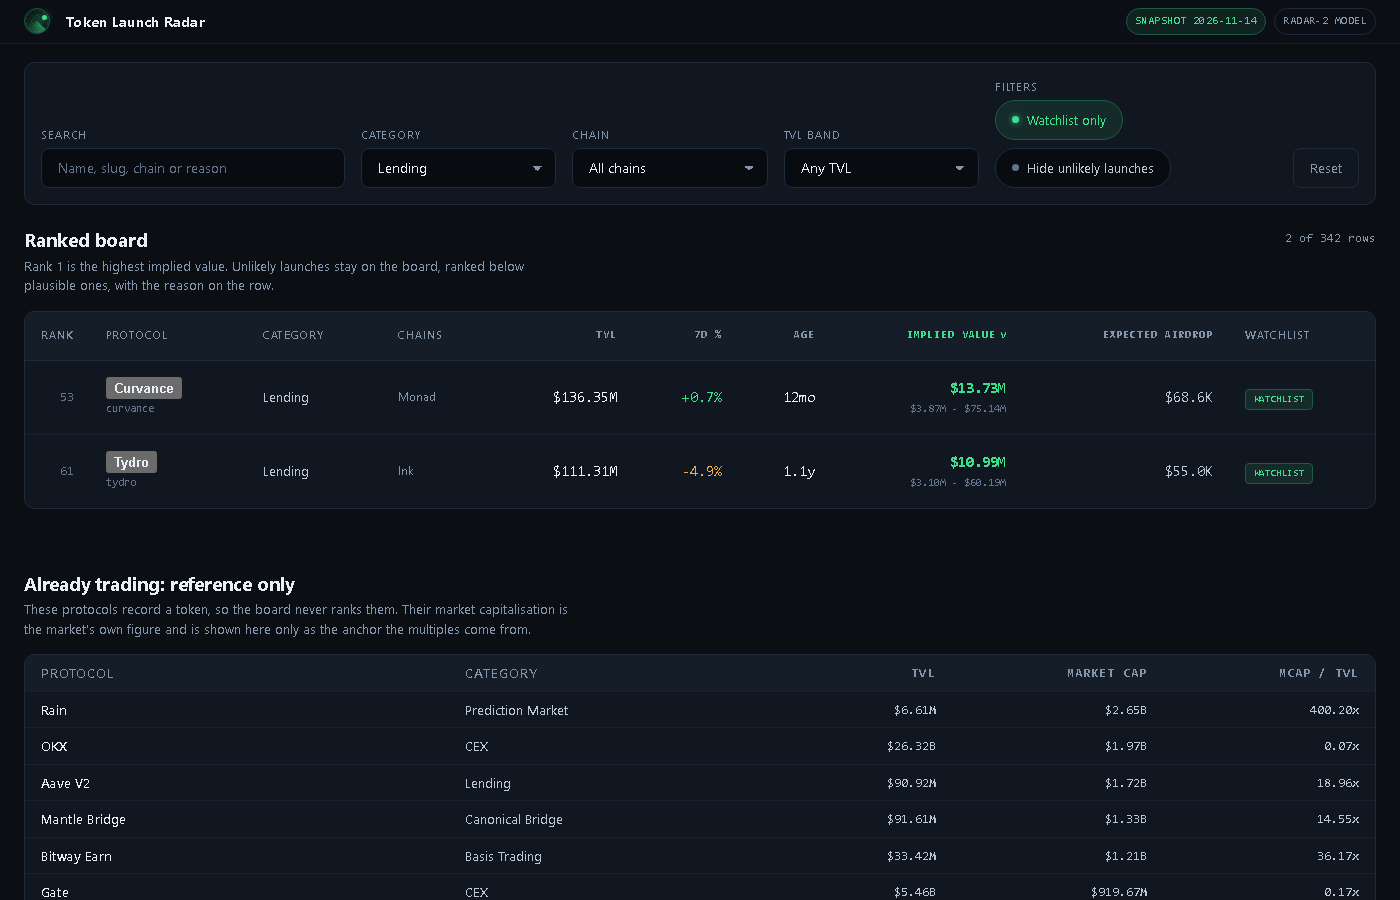 Token Launch Radar
SNAPSHOT 2026-11-14
RADAR-2 MODEL
FILTERS
Watchlist only
SEARCH CATEGORY CHAIN TVL BAND
Name, slug, chain or reason Lending All chains Any TVL Hide unlikely launches Reset
Ranked board
2 of 342 rows
Rank 1 is the highest implied value. Unlikely launches stay on the board, ranked below
plausible ones, with the reason on the row.
RANK PROTOCOL CATEGORY CHAINS TVL 7D % AGE IMPLIED VALUE v EXPECTED AIRDROP WATCHLIST
53 Curvance Lending Monad $136.35M +0.7% 12mo $13.73M $68.6K WATCHLIST
curvance $3.87M - $75.14M
61 Tydro Lending Ink $111.31M -4.9% 1.1y $10.99M $55.0K WATCHLIST
tydro $3.10M - $60.19M
Already trading: reference only
These protocols record a token, so the board never ranks them. Their market capitalisation is
the market's own figure and is shown here only as the anchor the multiples come from.
PROTOCOL CATEGORY TVL MARKET CAP MCAP / TVL
Rain Prediction Market $6.61M $2.65B 400.20x
OKX CEX $26.32B $1.97B 0.07x
Aave V2 Lending $90.92M $1.72B 18.96x
Mantle Bridge Canonical Bridge $91.61M $1.33B 14.55x
Bitway Earn Basis Trading $33.42M $1.21B 36.17x
Gate CEX $5.46B $919.67M 0.17x